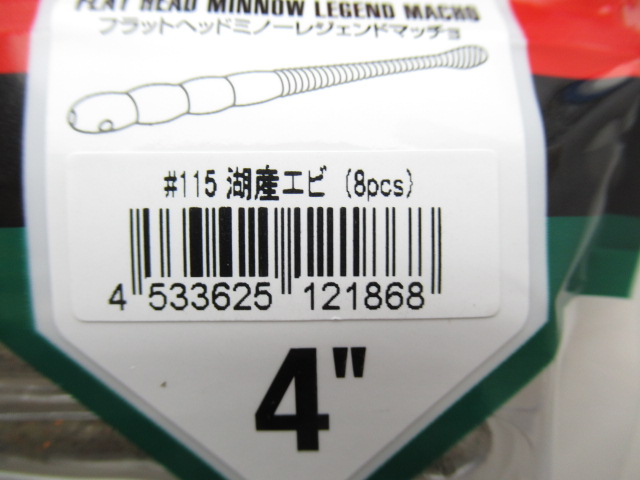 FLAT HEAD MINNOW LEGEND MACHO
フラットヘッドミノーレジェンドマッチョ
#115 湖産エビ (8pcs)
4 533625 121868
4"